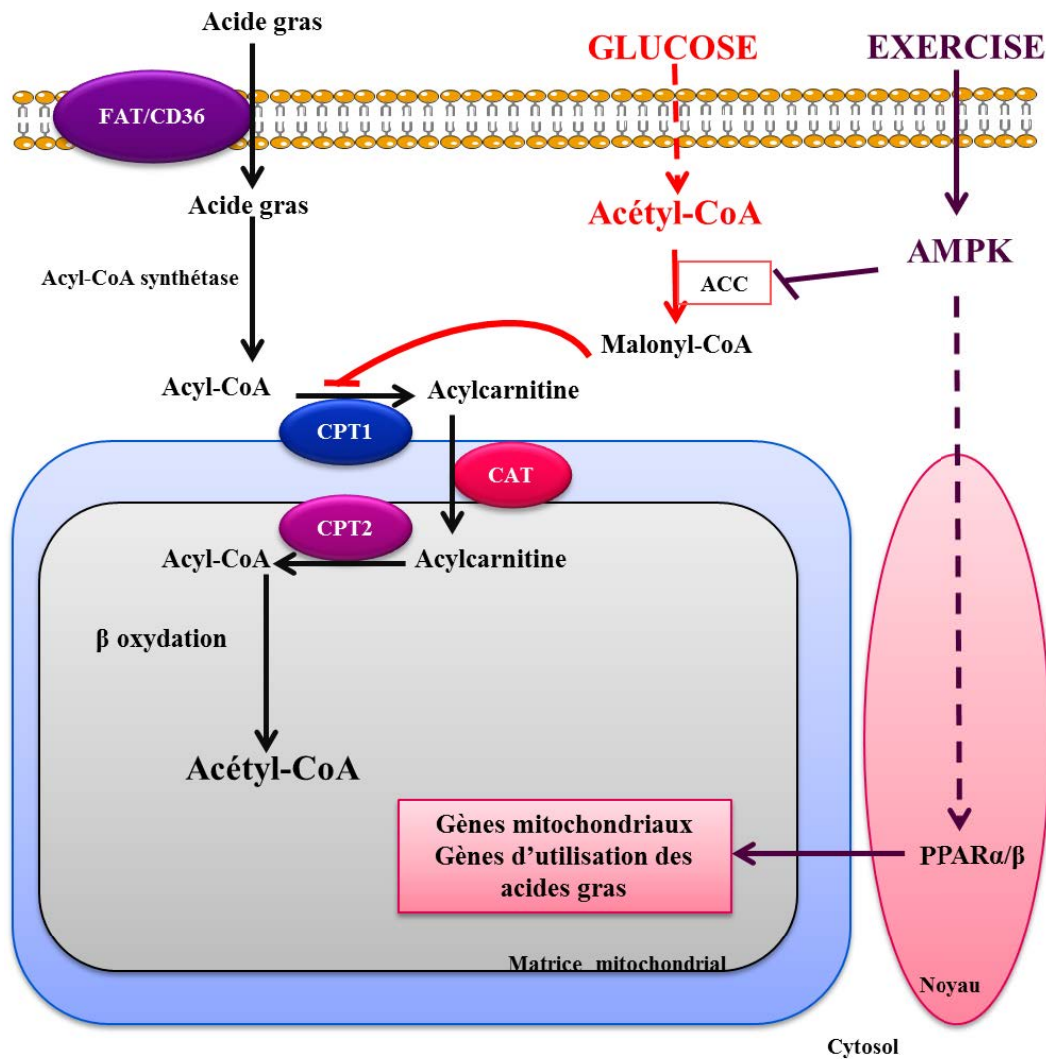 Acide gras
GLUCOSE
EXERCISE
FAT/CD36
Acide gras
Acétyl-CoA
AMPK
Acyl-CoA synthétase
ACC
Malonyl-CoA
Acyl-CoA
Acylcarnitine
CPT1
CAT
CPT2
Acyl-CoA
Acylcarnitine
β oxydation
Acétyl-CoA
Gènes mitochondriaux
Gènes d’utilisation des
acides gras
PPARα/β
Matrice mitochondrial
Noyau
Cytosol